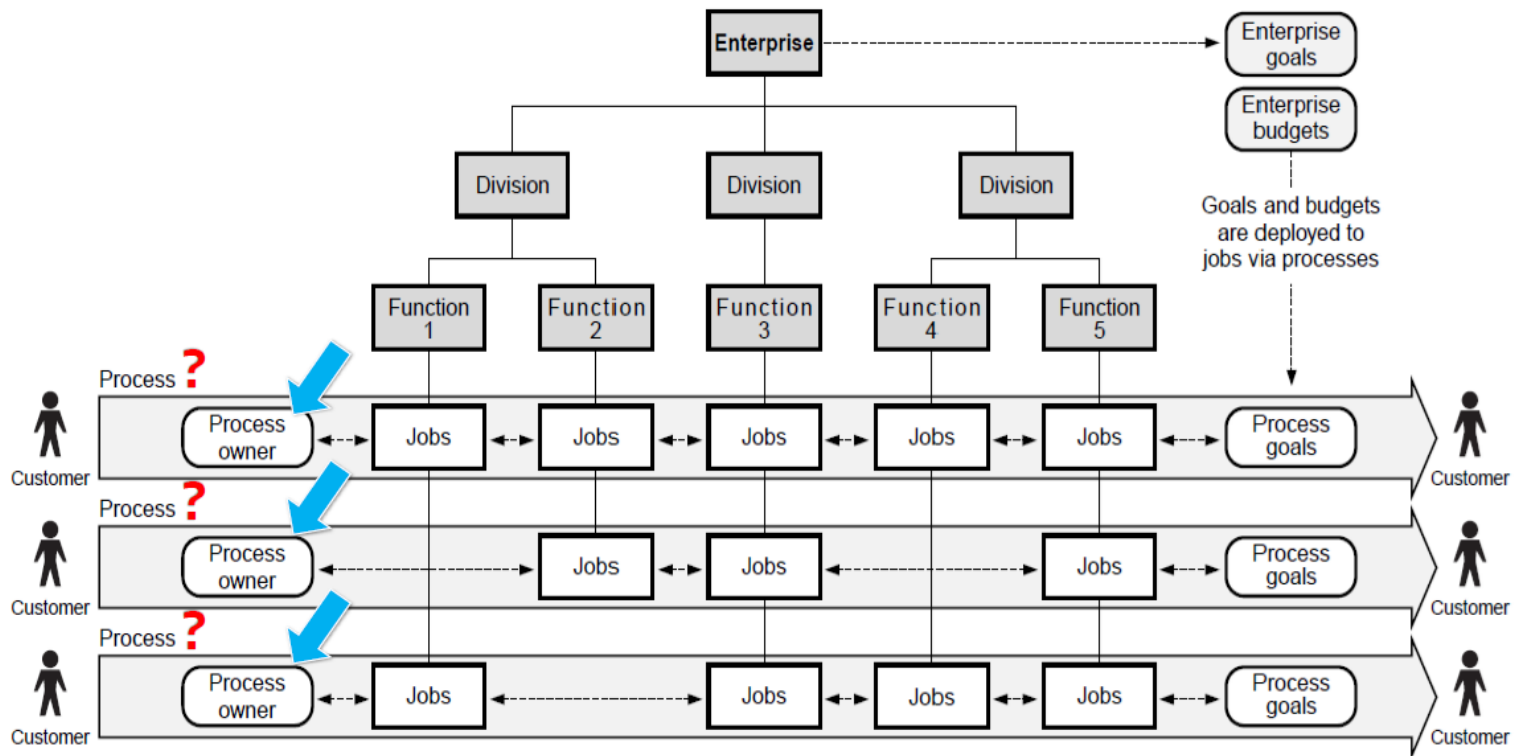 Enterprise
Enterprise
goals
Enterprise
budgets
Division
Division
Division
Goals and budgets
are deployed to
jobs via processes
Function
1
Function
2
Function
3
Function
4
Function
5
Process ?
Customer
Process
owner
Jobs
Jobs
Jobs
Jobs
Jobs
Process
goals
Customer
Process ?
Customer
Process
owner
Jobs
Jobs
Jobs
Process
goals
Customer
Process ?
Customer
Process
owner
Jobs
Jobs
Jobs
Jobs
Process
goals
Customer